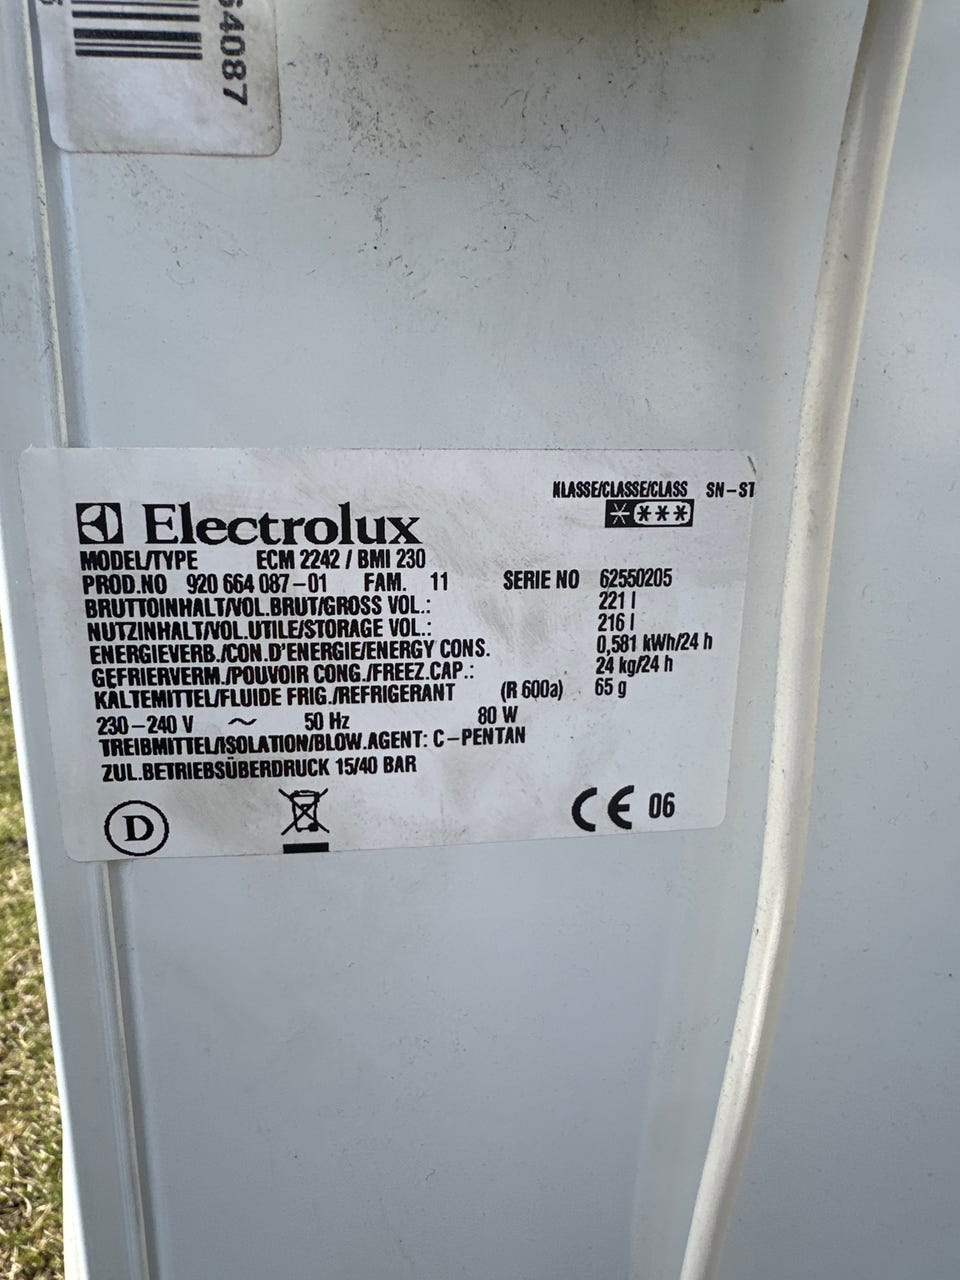 64087
KLASSE/CLASSE/CLASS SN-ST
Electrolux
MODEL/TYPE ECM 2242 / BMI 230
PROD.NO 920 664 087-01 FAM. 11 SERIE NO 62550205
BRUTTOINHALT/VOL.BRUT/GROSS VOL.: 221 l
NUTZINHALT/VOL.UTILE/STORAGE VOL.: 216 l
ENERGIEVERB./CON.D'ENERGIE/ENERGY CONS. 0,581 kWh/24 h
GEFRIERVERM./POUVOIR CONG./FREEZ.CAP.: 24 kg/24 h
KALTEMITTEL/FLUIDE FRIG./REFRIGERANT (R 600a) 65 g
230-240 V ~ 50 Hz 80 W
TREIBMITTEL/ISOLATION/BLOW.AGENT: C-PENTAN
ZUL.BETRIEBSÜBERDRUCK 15/40 BAR
D CE 06